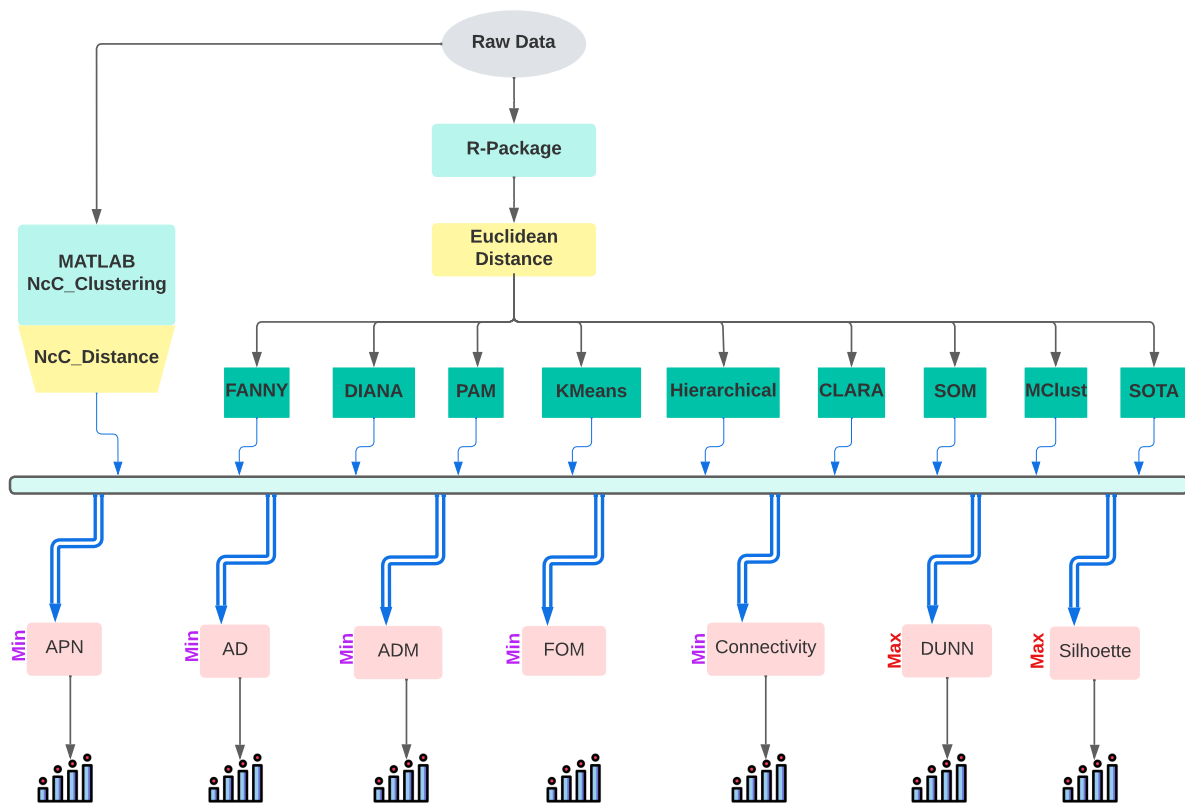 Raw Data
R-Package
Euclidean
Distance
MATLAB
NcC_Clustering
NcC_Distance
FANNY
DIANA
PAM
KMeans
Hierarchical
CLARA
SOM
MClust
SOTA
Min
APN
Min
AD
Min
ADM
Min
FOM
Min
Connectivity
Max
DUNN
Max
Silhoette